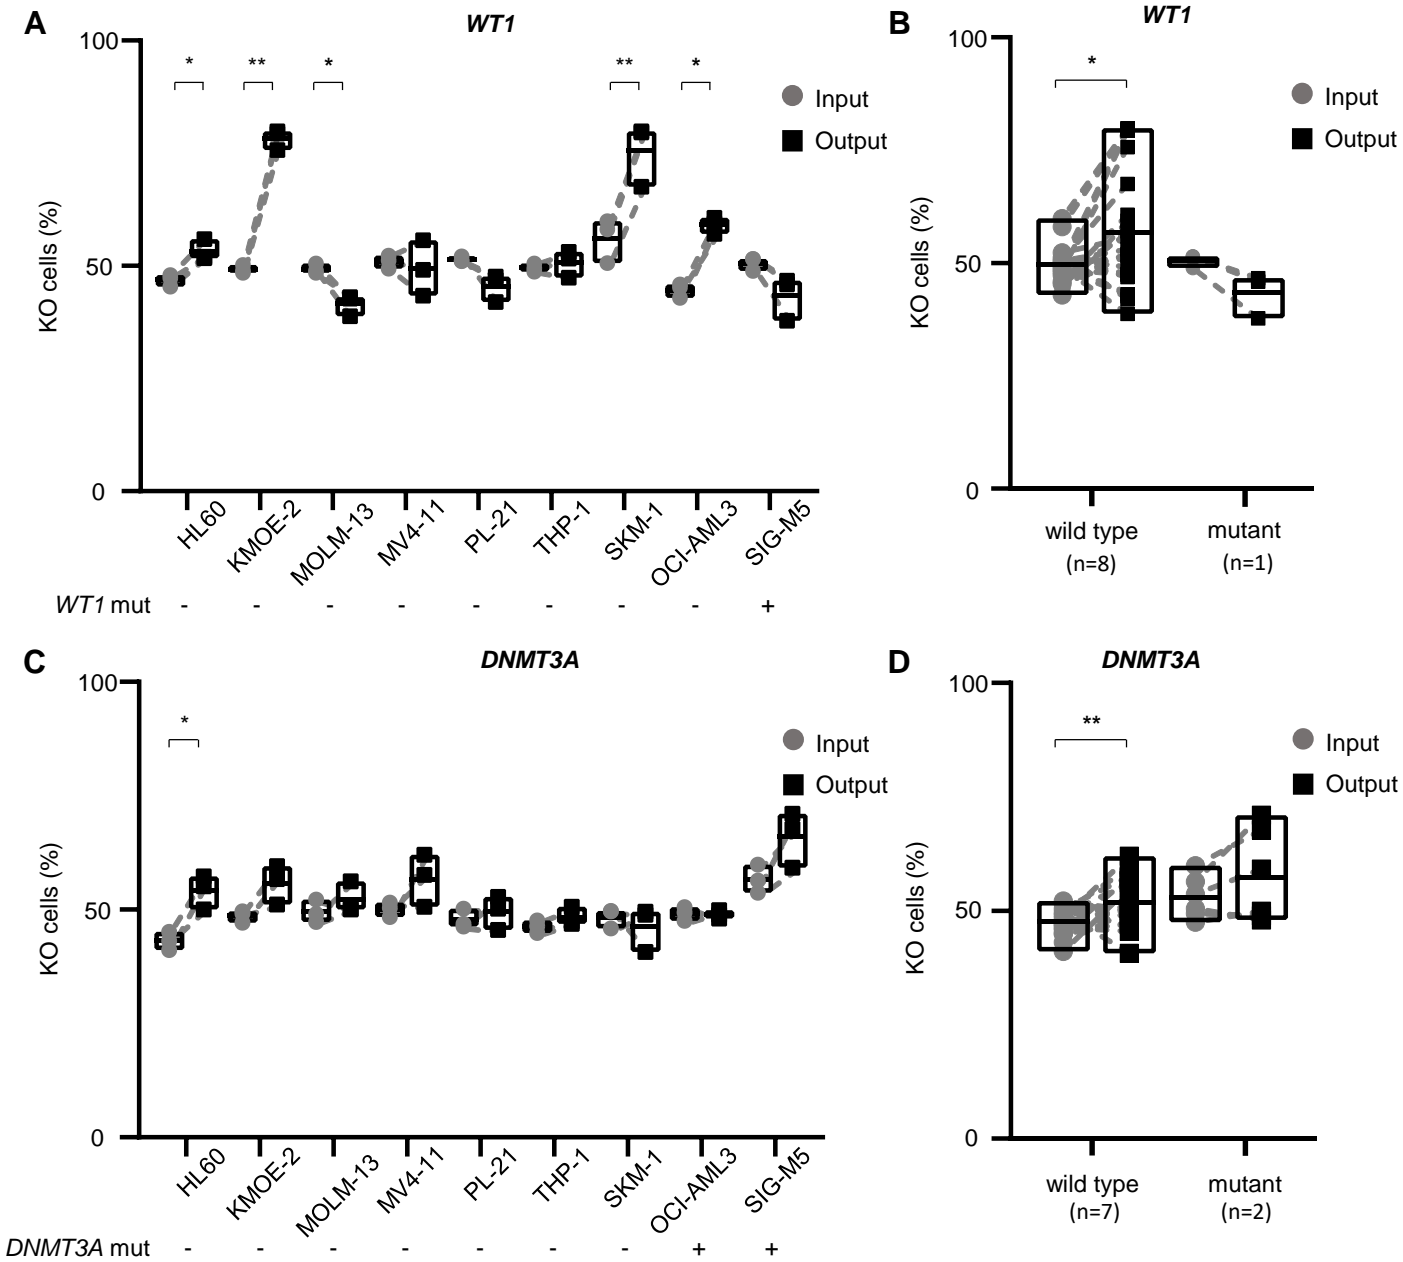 A
WT1
100
50
0
KO cells (%)
* ** * ** *
Input
Output
HL60 KMOE-2 MOLM-13 MV4-11 PL-21 THP-1 SKM-1 OCI-AML3 SIG-M5
WT1 mut - - - - - - - - +
B
WT1
100
50
0
KO cells (%)
*
Input
Output
wild type mutant
(n=8) (n=1)
C
DNMT3A
100
50
0
KO cells (%)
*
Input
Output
HL60 KMOE-2 MOLM-13 MV4-11 PL-21 THP-1 SKM-1 OCI-AML3 SIG-M5
DNMT3A mut - - - - - - - + +
D
DNMT3A
100
50
0
KO cells (%)
**
Input
Output
wild type mutant
(n=7) (n=2)